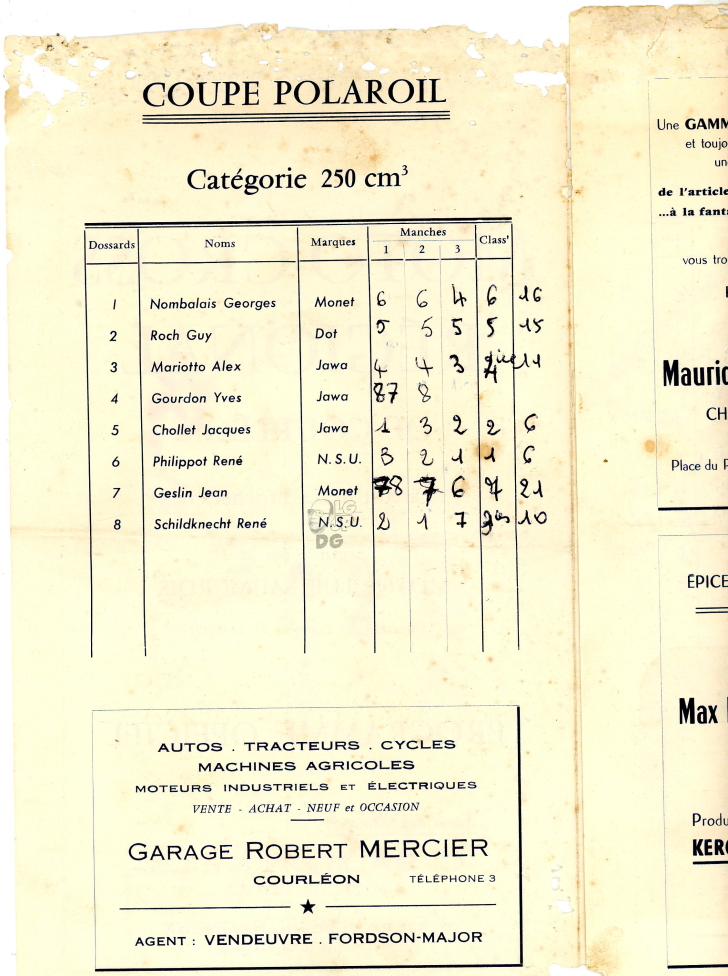 COUPE POLAROIL
Catégorie 250 cm³
Dossards Noms Marques Manches Class'
1 2 3
1 Nombalais Georges Monet 6 6 4 6 16
2 Roch Guy Dot 5 5 5 5 15
3 Mariotto Alex Jawa 4 4 3 4 11
4 Gourdon Yves Jawa 87 8
5 Chollet Jacques Jawa 1 3 2 2 6
6 Philippot René N.S.U. 3 2 1 1 6
7 Geslin Jean Monet 8 7 6 7 21
8 Schildknecht René N.S.U. 2 1 7 10
AUTOS . TRACTEURS . CYCLES
MACHINES AGRICOLES
MOTEURS INDUSTRIELS ET ÉLECTRIQUES
VENTE - ACHAT - NEUF et OCCASION
GARAGE ROBERT MERCIER
COURLÉON TÉLÉPHONE 3
AGENT : VENDEUVRE . FORDSON-MAJOR
Une GAMM
et toujo
un
de l'article
...à la fant
vous tro
Mauric
CH
Place du P
ÉPICE
Max
Produ
KERG